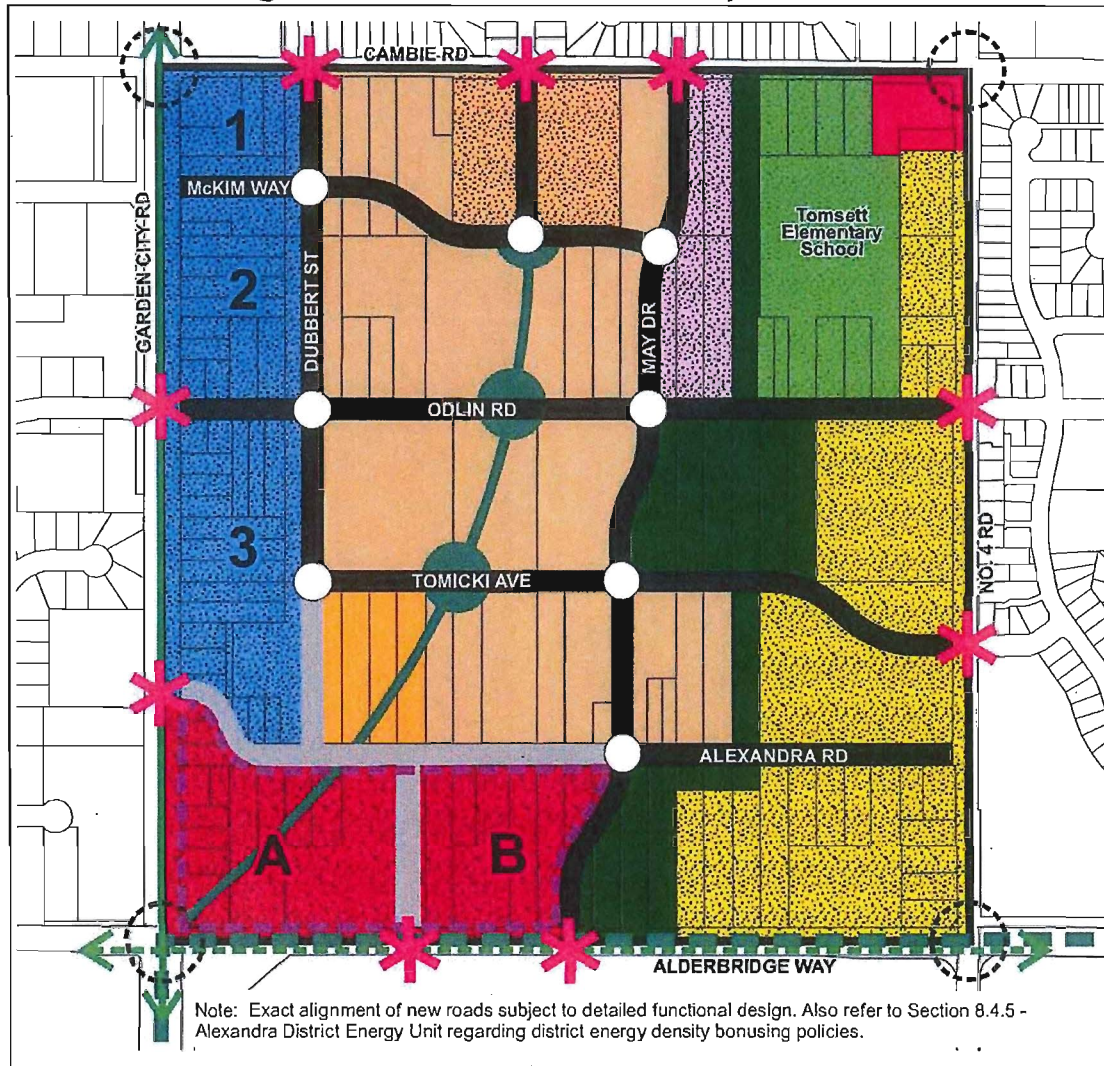 CAMBIE RD
1
McKIM WAY
GARDEN CITY RD
2
DUBBERT ST
MAY DR
Tomsett
Elementary
School
ODLIN RD
3
NO. 4 RD
TOMICKI AVE
ALEXANDRA RD
A
B
ALDERBRIDGE WAY
Note: Exact alignment of new roads subject to detailed functional design. Also refer to Section 8.4.5 -
Alexandra District Energy Unit regarding district energy density bonusing policies.